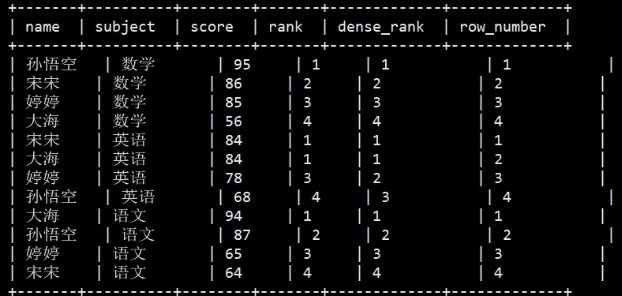 +-------+----------+--------+-------+-------------+-------------+
| name | subject | score | rank | dense_rank | row_number |
+-------+----------+--------+-------+-------------+-------------+
| 孙悟空 | 数学 | 95 | 1 | 1 | 1 |
| 宋宋 | 数学 | 86 | 2 | 2 | 2 |
| 婷婷 | 数学 | 85 | 3 | 3 | 3 |
| 大海 | 数学 | 56 | 4 | 4 | 4 |
| 宋宋 | 英语 | 84 | 1 | 1 | 1 |
| 大海 | 英语 | 84 | 1 | 1 | 2 |
| 婷婷 | 英语 | 78 | 3 | 2 | 3 |
| 孙悟空 | 英语 | 68 | 4 | 3 | 4 |
| 大海 | 语文 | 94 | 1 | 1 | 1 |
| 孙悟空 | 语文 | 87 | 2 | 2 | 2 |
| 婷婷 | 语文 | 65 | 3 | 3 | 3 |
| 宋宋 | 语文 | 64 | 4 | 4 | 4 |
+-------+----------+--------+-------+-------------+-------------+